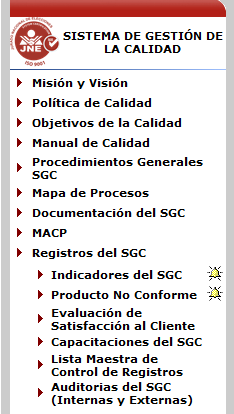 JNE
ISO 9001
SISTEMA DE GESTIÓN DE
LA CALIDAD
Misión y Visión
Política de Calidad
Objetivos de la Calidad
Manual de Calidad
Procedimientos Generales
SGC
Mapa de Procesos
Documentación del SGC
MACP
Registros del SGC
Indicadores del SGC
Producto No Conforme
Evaluación de
Satisfacción al Cliente
Capacitaciones del SGC
Lista Maestra de
Control de Registros
Auditorias del SGC
(Internas y Externas)